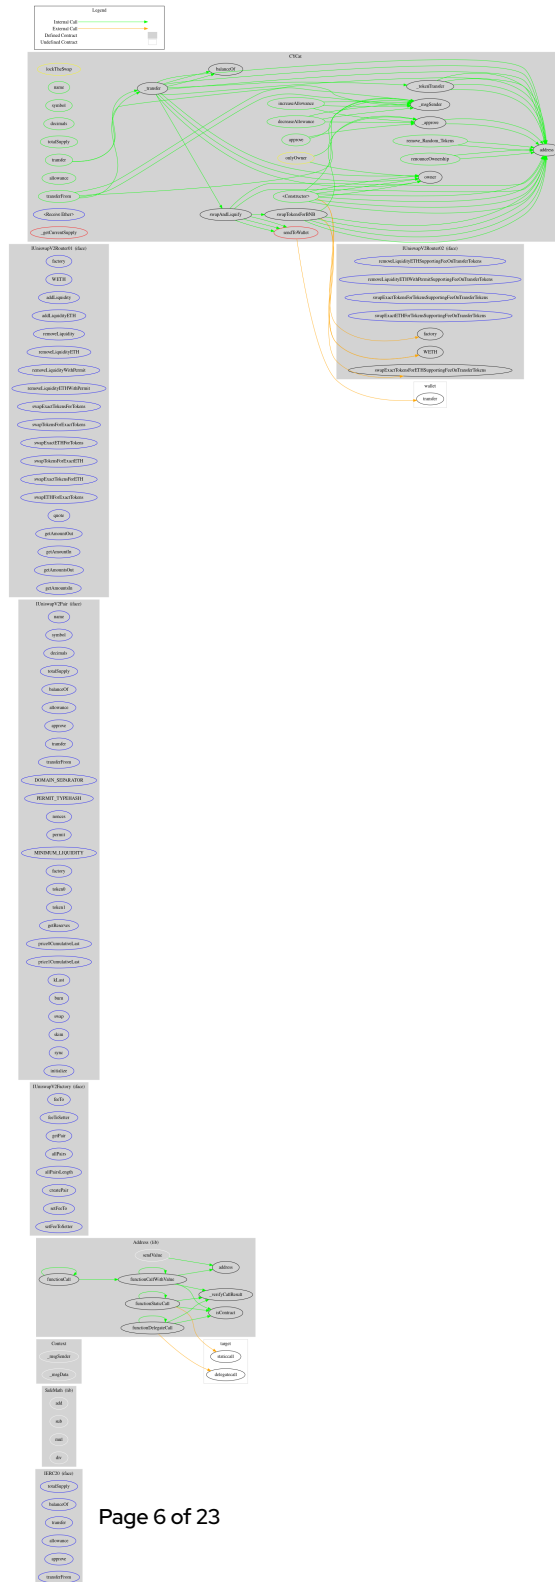 Legend
Internal Call
External Call
Defined Contract
Undefined Contract
CYCar
lockTheSwap
name
symbol
decimals
totalSupply
transfer
allowance
transferFrom
<Receive Ether>
_getCurrentSupply
_transfer
balanceOf
increaseAllowance
decreaseAllowance
approve
onlyOwner
<Constructor>
swapAndLiquify
swapTokensForBNB
sendToWallet
_tokenTransfer
_msgSender
_approve
remove_Random_Tokens
renounceOwnership
owner
address
IUniswapV2Router01 (iface)
factory
WETH
addLiquidity
addLiquidityETH
removeLiquidity
removeLiquidityETH
removeLiquidityWithPermit
removeLiquidityETHWithPermit
swapExactTokensForTokens
swapTokensForExactTokens
swapExactETHForTokens
swapTokensForExactETH
swapExactTokensForETH
swapETHForExactTokens
quote
getAmountOut
getAmountIn
getAmountsOut
getAmountsIn
IUniswapV2Router02 (iface)
removeLiquidityETHSupportingFeeOnTransferTokens
removeLiquidityETHWithPermitSupportingFeeOnTransferTokens
swapExactTokensForTokensSupportingFeeOnTransferTokens
swapExactETHForTokensSupportingFeeOnTransferTokens
factory
WETH
swapExactTokensForETHSupportingFeeOnTransferTokens
wallet
transfer
IUniswapV2Pair (iface)
name
symbol
decimals
totalSupply
balanceOf
allowance
approve
transfer
transferFrom
DOMAIN_SEPARATOR
PERMIT_TYPEHASH
nonces
permit
MINIMUM_LIQUIDITY
factory
token0
token1
getReserves
price0CumulativeLast
price1CumulativeLast
kLast
burn
swap
skim
sync
initialize
IUniswapV2Factory (iface)
feeTo
feeToSetter
getPair
allPairs
allPairsLength
createPair
setFeeTo
setFeeToSetter
Address (lib)
sendValue
functionCall
functionCallWithValue
functionStaticCall
functionDelegateCall
address
_verifyCallResult
isContract
target
staticcall
delegatecall
Context
_msgSender
_msgData
SafeMath (lib)
add
sub
mul
div
IERC20 (iface)
totalSupply
balanceOf
transfer
allowance
approve
transferFrom
Page 6 of 23